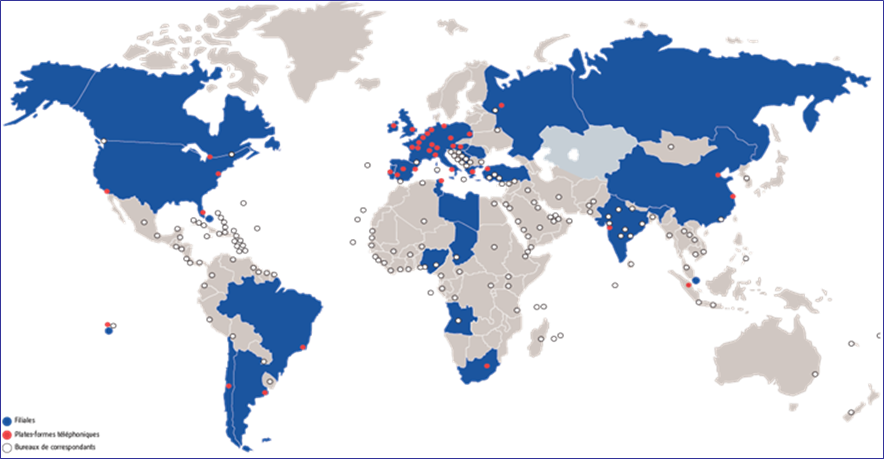 Filiales
Plates-formes téléphoniques
Bureaux de correspondants